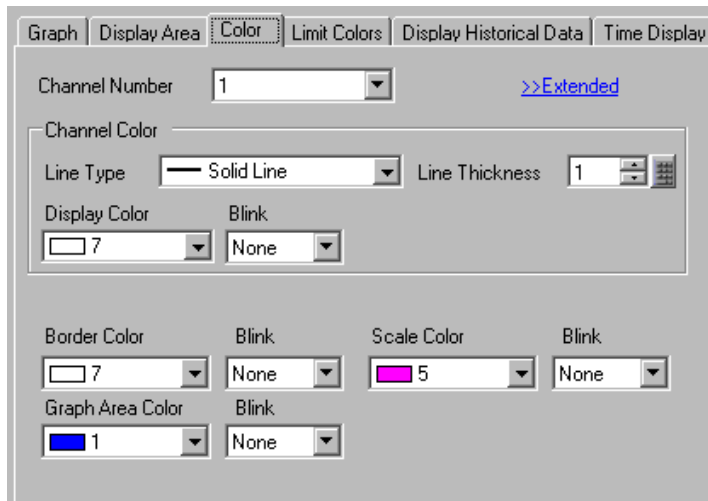 Graph Display Area Color Limit Colors Display Historical Data Time Display
Channel Number 1 >>Extended
Channel Color
Line Type Solid Line Line Thickness 1
Display Color Blink
7 None
Border Color Blink Scale Color Blink
7 None 5 None
Graph Area Color Blink
1 None